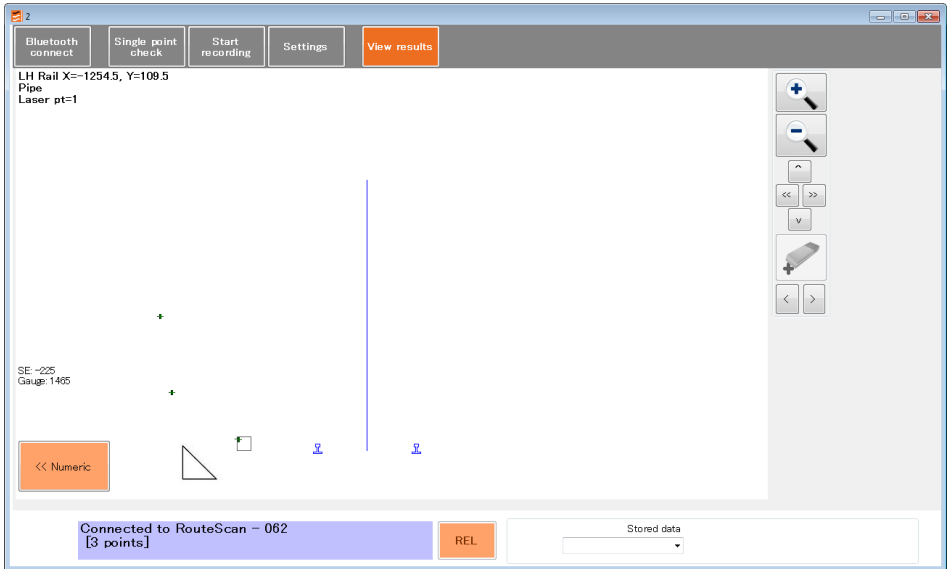 2
Bluetooth
connect
Single point
check
Start
recording
Settings
View results
LH Rail X=-1254.5, Y=109.5
Pipe
Laser pt=1
^
<< >>
v
< >
SE: -225
Gauge: 1465
<< Numeric
Connected to RouteScan - 062
[3 points]
REL
Stored data